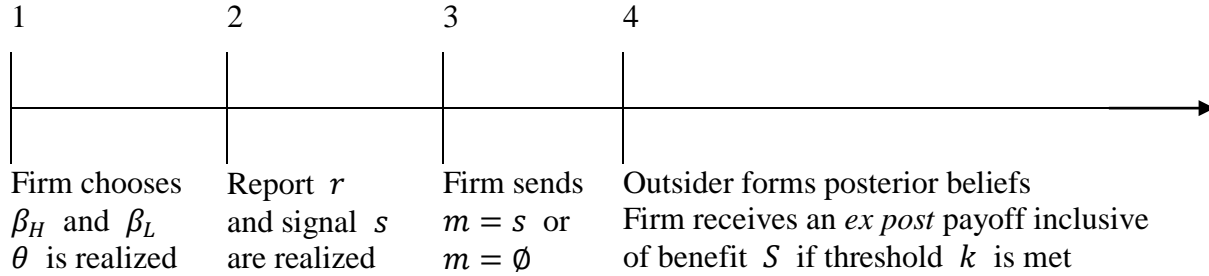 1 2 3 4
Firm chooses Report r Firm sends Outsider forms posterior beliefs
β_H and β_L and signal s m = s or Firm receives an ex post payoff inclusive
θ is realized are realized m = ∅ of benefit S if threshold k is met